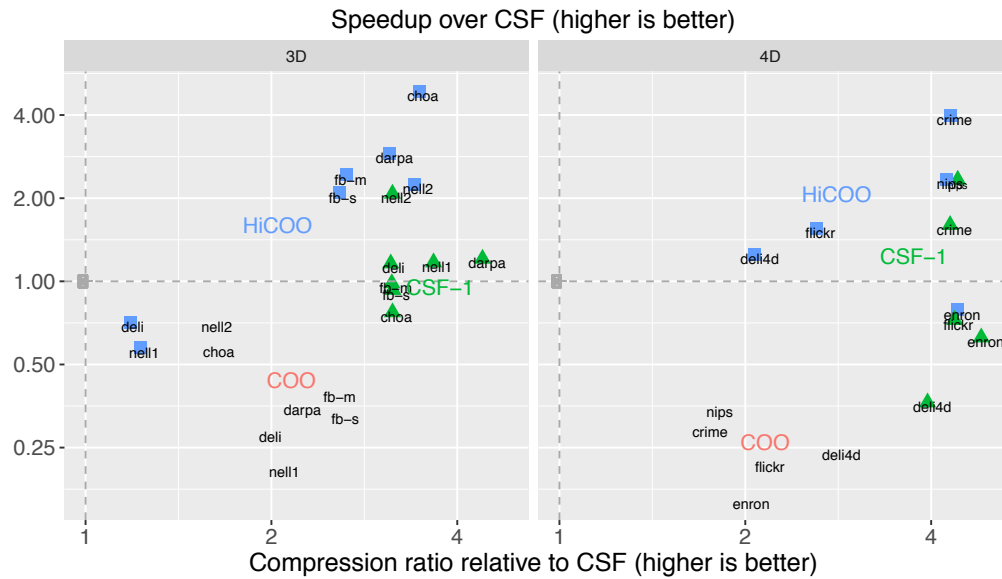 Speedup over CSF (higher is better)
3D
4D
4.00
2.00
1.00
0.50
0.25
choa
darpa
fb-m
fb-s
nell2
nell2
HiCOO
deli
nell1
darpa
fb-m
CSF-1
fb-s
choa
deli
nell1
nell2
choa
COO
fb-m
darpa
fb-s
deli
nell1
crime
nips
HiCOO
flickr
crime
deli4d
CSF-1
enron
flickr
enron
deli4d
nips
crime
COO
deli4d
flickr
enron
1
2
4
1
2
4
Compression ratio relative to CSF (higher is better)